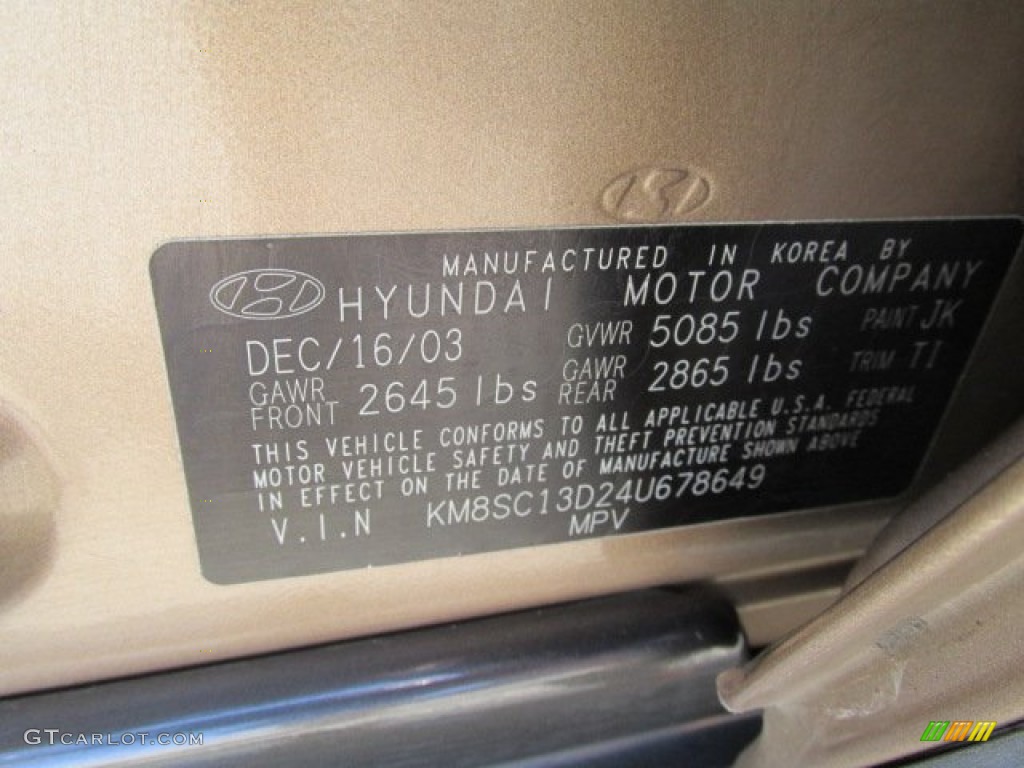 MANUFACTURED IN KOREA BY
HYUNDAI MOTOR COMPANY
DEC/16/03 GVWR 5085 lbs PAINT JK
GAWR FRONT 2645 lbs GAWR REAR 2865 lbs TRIM TI
THIS VEHICLE CONFORMS TO ALL APPLICABLE U.S.A. FEDERAL
MOTOR VEHICLE SAFETY AND THEFT PREVENTION STANDARDS
IN EFFECT ON THE DATE OF MANUFACTURE SHOWN ABOVE
V.I.N KM8SC13D24U678649
MPV
GTCARLOT.COM